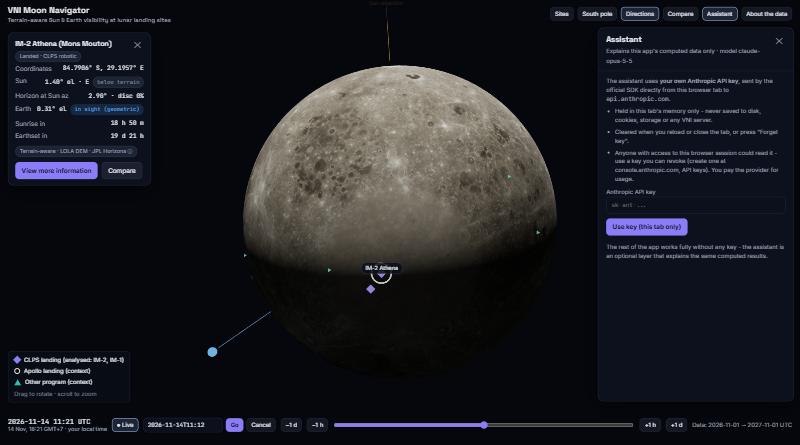 VNI Moon Navigator
Terrain-aware Sun & Earth visibility at lunar landing sites
Sites
South pole
Directions
Compare
Assistant
About the data
IM-2 Athena (Mons Mouton)
Landed · CLPS robotic
Coordinates 84.7906° S, 29.1957° E
Sun 1.40° el · E below terrain
Horizon at Sun az 2.90° · disc 0%
Earth 0.31° el in sight (geometric)
Sunrise in 18 h 50 m
Earthset in 19 d 21 h
Terrain-aware · LOLA DEM · JPL Horizons ⓘ
View more information
Compare
IM-2 Athena
Assistant
Explains this app's computed data only · model claude-
opus-5-5
The assistant uses your own Anthropic API key, sent by the
official SDK directly from this browser tab to
api.anthropic.com.
• Held in this tab's memory only - never saved to disk,
cookies, storage or any VNI server.
• Cleared when you reload or close the tab, or press "Forget
key".
• Anyone with access to this browser session could read it -
use a key you can revoke (create one at
console.anthropic.com, API keys). You pay the provider for
usage.
Anthropic API key
sk-ant-...
Use key (this tab only)
The rest of the app works fully without any key - the assistant is
an optional layer that explains the same computed results.
CLPS landing (analysed: IM-2, IM-1)
Apollo landing (context)
Other program (context)
Drag to rotate · scroll to zoom
2026-11-14 11:21 UTC
14 Nov, 18:21 GMT+7 · your local time
● Live
2026-11-14T11:12
Go
Cancel
−1 d
−1 h
+1 h
+1 d
Data: 2026-11-01 → 2027-11-01 UTC